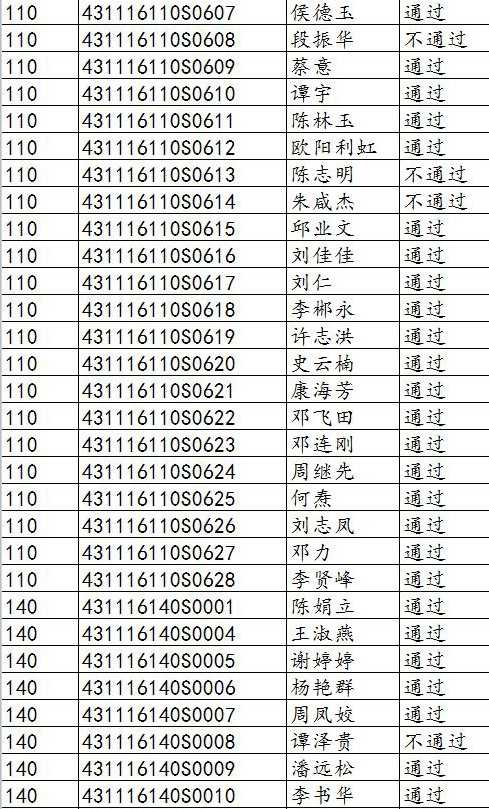 110 431116110S0607 侯德玉 通过
110 431116110S0608 段振华 不通过
110 431116110S0609 蔡意 通过
110 431116110S0610 谭宇 通过
110 431116110S0611 陈林玉 通过
110 431116110S0612 欧阳利虹 通过
110 431116110S0613 陈志明 不通过
110 431116110S0614 朱咸杰 不通过
110 431116110S0615 邱业文 通过
110 431116110S0616 刘佳佳 通过
110 431116110S0617 刘仁 通过
110 431116110S0618 李郴永 通过
110 431116110S0619 许志洪 通过
110 431116110S0620 史云楠 通过
110 431116110S0621 康海芳 通过
110 431116110S0622 邓飞田 通过
110 431116110S0623 邓连刚 通过
110 431116110S0624 周继先 通过
110 431116110S0625 何焘 通过
110 431116110S0626 刘志凤 通过
110 431116110S0627 邓力 通过
110 431116110S0628 李贤峰 通过
140 431116140S0001 陈娟立 通过
140 431116140S0004 王淑燕 通过
140 431116140S0005 谢婷婷 通过
140 431116140S0006 杨艳群 通过
140 431116140S0007 周凤姣 通过
140 431116140S0008 谭泽贵 不通过
140 431116140S0009 潘远松 通过
140 431116140S0010 李书华 通过